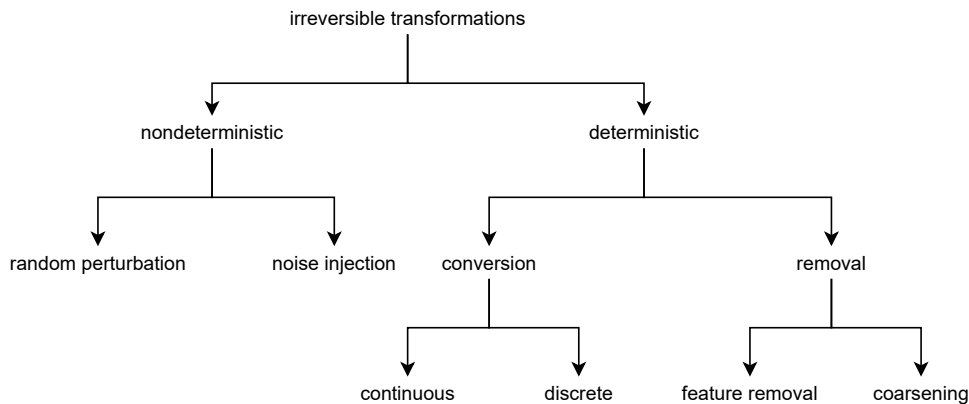 irreversible transformations
nondeterministic
deterministic
random perturbation
noise injection
conversion
removal
continuous
discrete
feature removal
coarsening